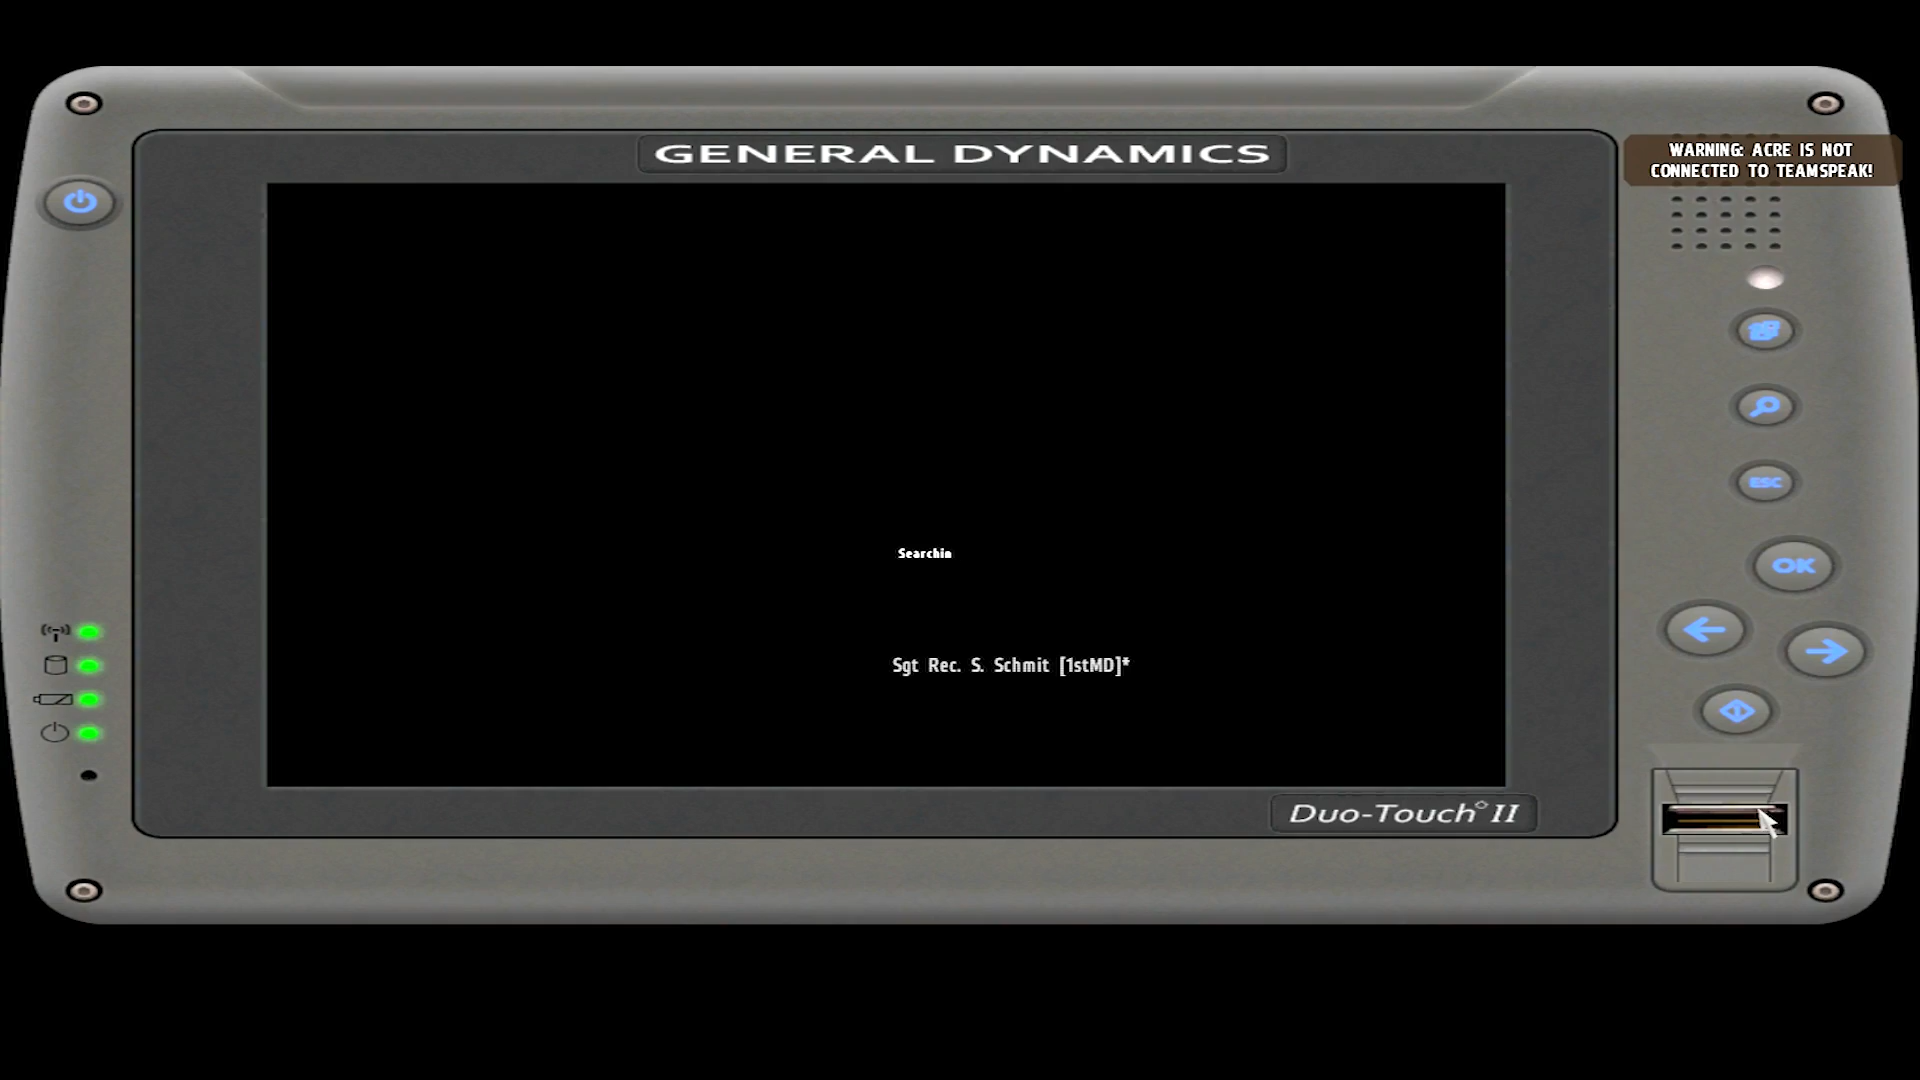 GENERAL DYNAMICS
WARNING: ACRE IS NOT
CONNECTED TO TEAMSPEAK!
ESC
OK
Searchin
Sgt Rec. S. Schmit [1stMD]*
Duo-Touch° II